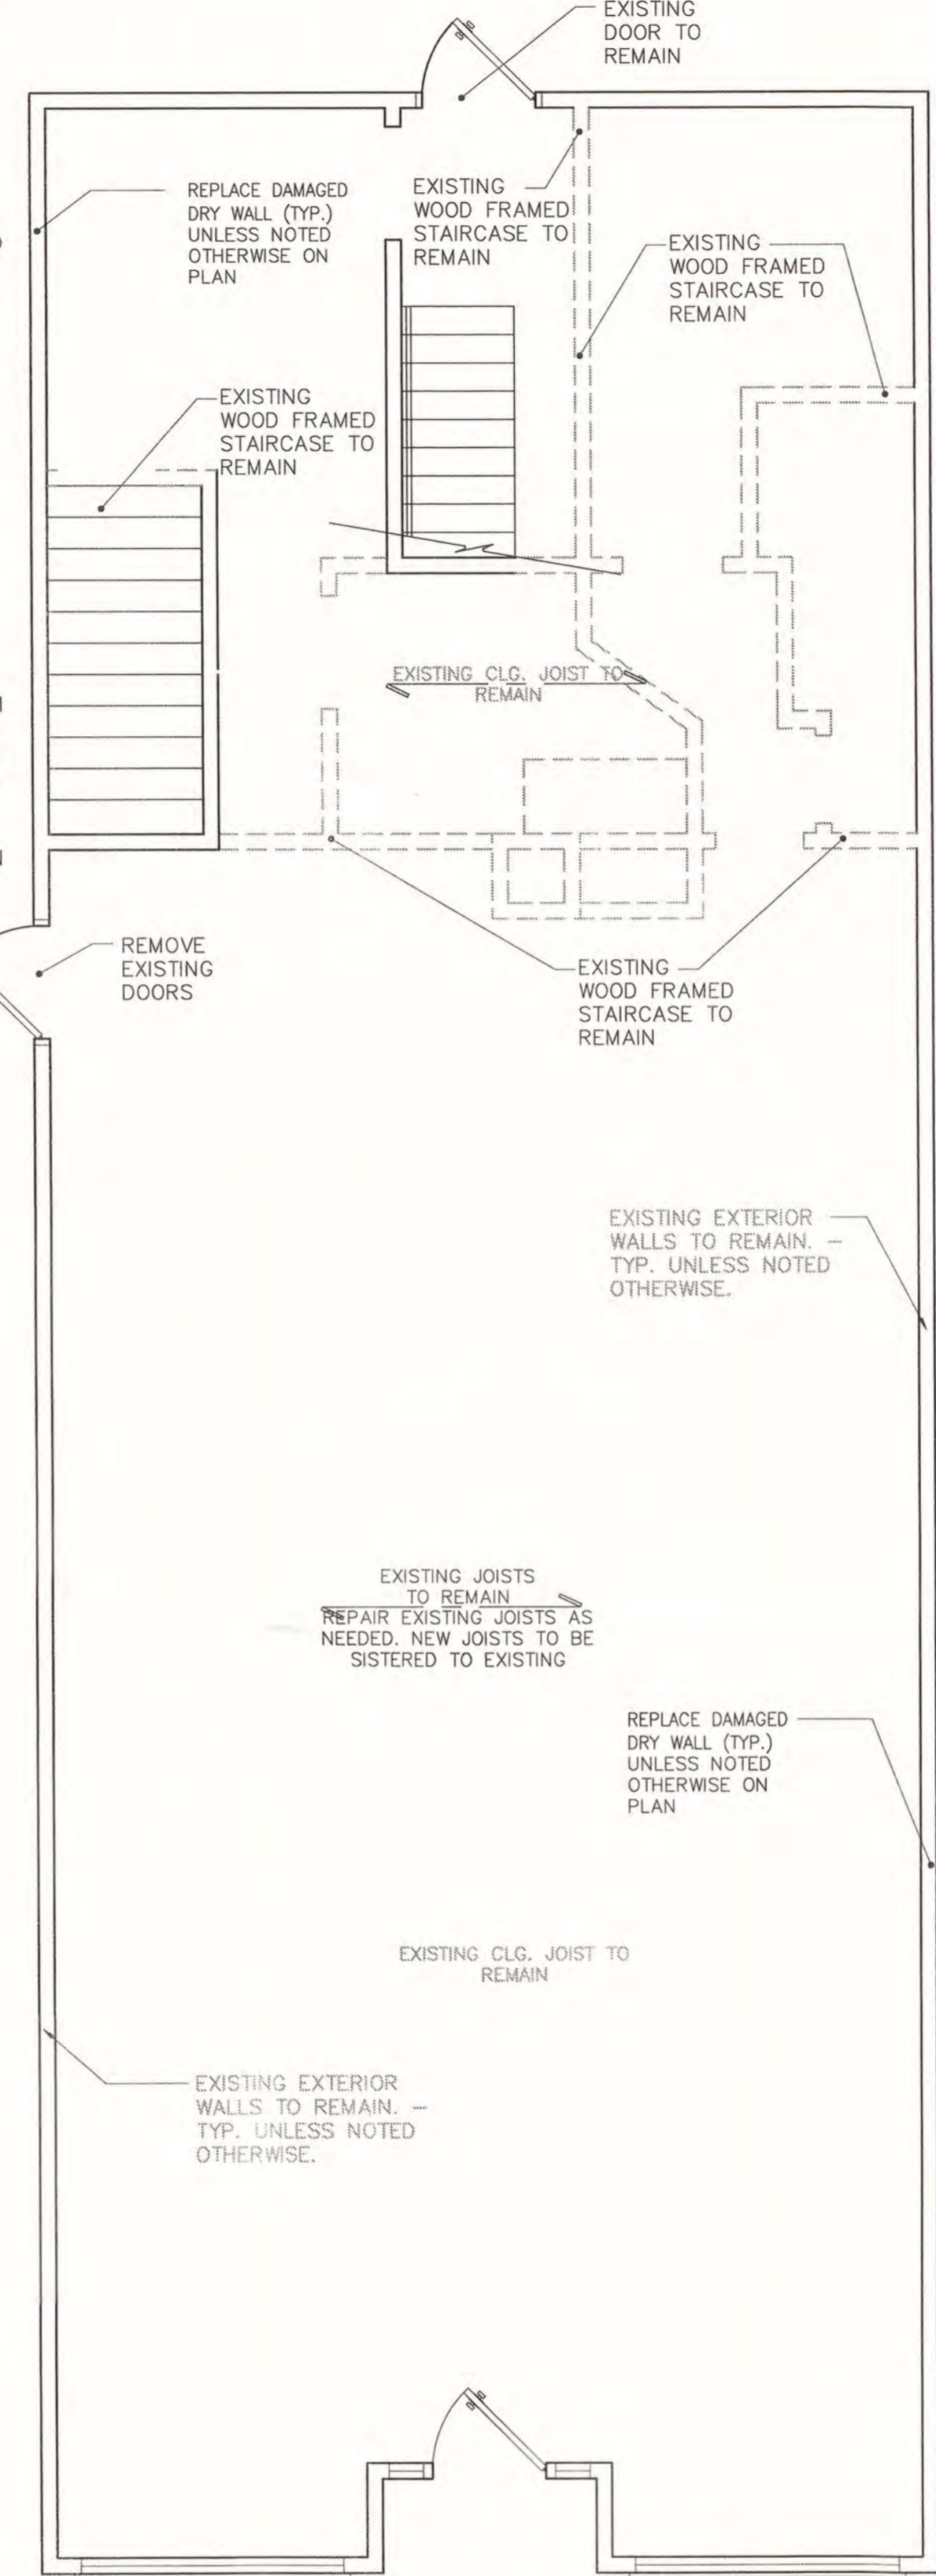 EXISTING
DOOR TO
REMAIN
REPLACE DAMAGED
DRY WALL (TYP.)
UNLESS NOTED
OTHERWISE ON
PLAN
EXISTING
WOOD FRAMED
STAIRCASE TO
REMAIN
EXISTING
WOOD FRAMED
STAIRCASE TO
REMAIN
EXISTING
WOOD FRAMED
STAIRCASE TO
REMAIN
EXISTING CLG. JOIST TO
REMAIN
REMOVE
EXISTING
DOORS
EXISTING
WOOD FRAMED
STAIRCASE TO
REMAIN
EXISTING EXTERIOR
WALLS TO REMAIN. –
TYP. UNLESS NOTED
OTHERWISE.
EXISTING JOISTS
TO REMAIN
REPAIR EXISTING JOISTS AS
NEEDED. NEW JOISTS TO BE
SISTERED TO EXISTING
REPLACE DAMAGED
DRY WALL (TYP.)
UNLESS NOTED
OTHERWISE ON
PLAN
EXISTING CLG. JOIST TO
REMAIN
EXISTING EXTERIOR
WALLS TO REMAIN. –
TYP. UNLESS NOTED
OTHERWISE.